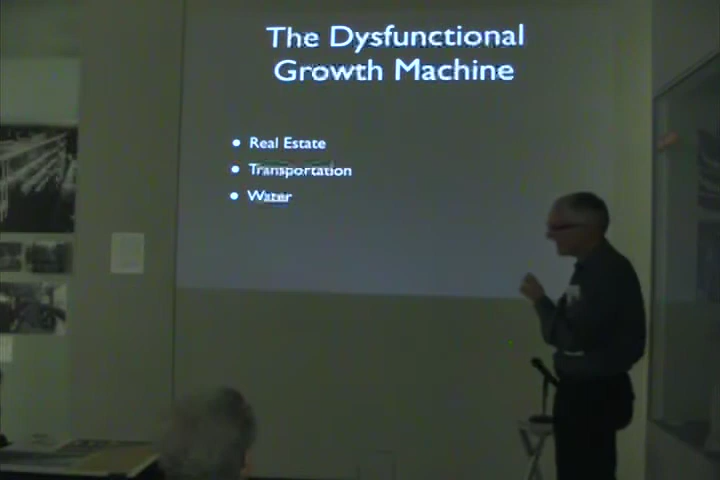 The Dysfunctional
Growth Machine
• Real Estate
• Transportation
• Water